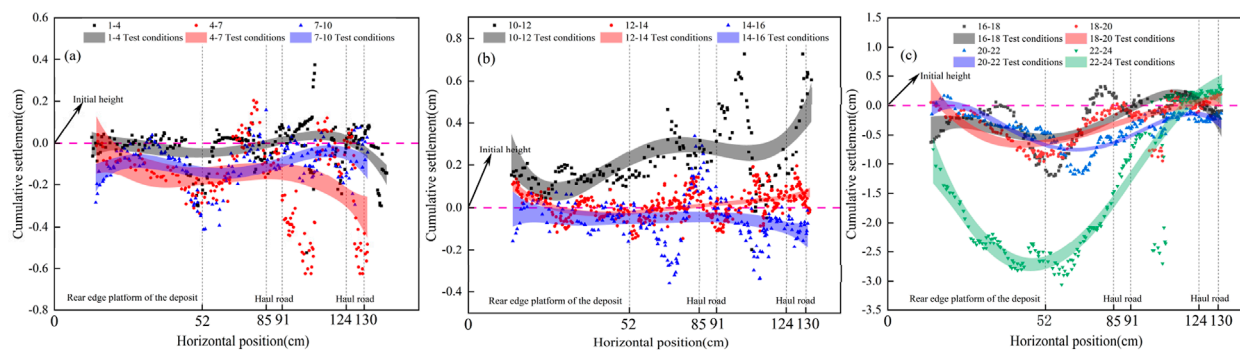 1-4 4-7 7-10
1-4 Test conditions 4-7 Test conditions 7-10 Test conditions
(a)
Initial height
Cumulative settlement(cm)
0.4
0.2
0.0
-0.2
-0.4
-0.6
-0.8
Rear edge platform of the deposit Haul road Haul road
0 52 85 91 124 130
Horizontal position(cm)
10-12 12-14 14-16
10-12 Test conditions 12-14 Test conditions 14-16 Test conditions
(b)
Initial height
Cumulative settlement(cm)
0.8
0.6
0.4
0.2
0.0
-0.2
-0.4
Rear edge platform of the deposit Haul road Haul road
0 52 85 91 124 130
Horizontal position(cm)
16-18 18-20
16-18 Test conditions 18-20 Test conditions
20-22 22-24
20-22 Test conditions 22-24 Test conditions
(c)
Initial height
Cumulative settlement(cm)
1.5
1.0
0.5
0.0
-0.5
-1.0
-1.5
-2.0
-2.5
-3.0
-3.5
Rear edge platform of the deposit Haul road Haul road
0 52 85 91 124 130
Horizontal position(cm)